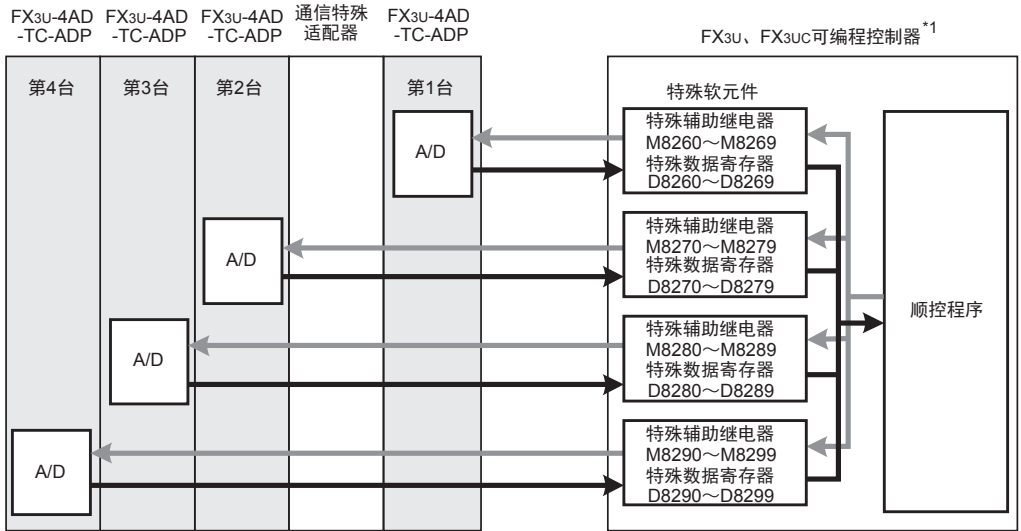 FX3U-4AD
-TC-ADP
FX3U-4AD
-TC-ADP
FX3U-4AD
-TC-ADP
通信特殊
适配器
FX3U-4AD
-TC-ADP
FX3U、FX3UC可编程控制器*1
第4台
第3台
第2台
第1台
特殊软元件
A/D
特殊辅助继电器
M8260～M8269
特殊数据寄存器
D8260～D8269
A/D
特殊辅助继电器
M8270～M8279
特殊数据寄存器
D8270～D8279
顺控程序
A/D
特殊辅助继电器
M8280～M8289
特殊数据寄存器
D8280～D8289
A/D
特殊辅助继电器
M8290～M8299
特殊数据寄存器
D8290～D8299